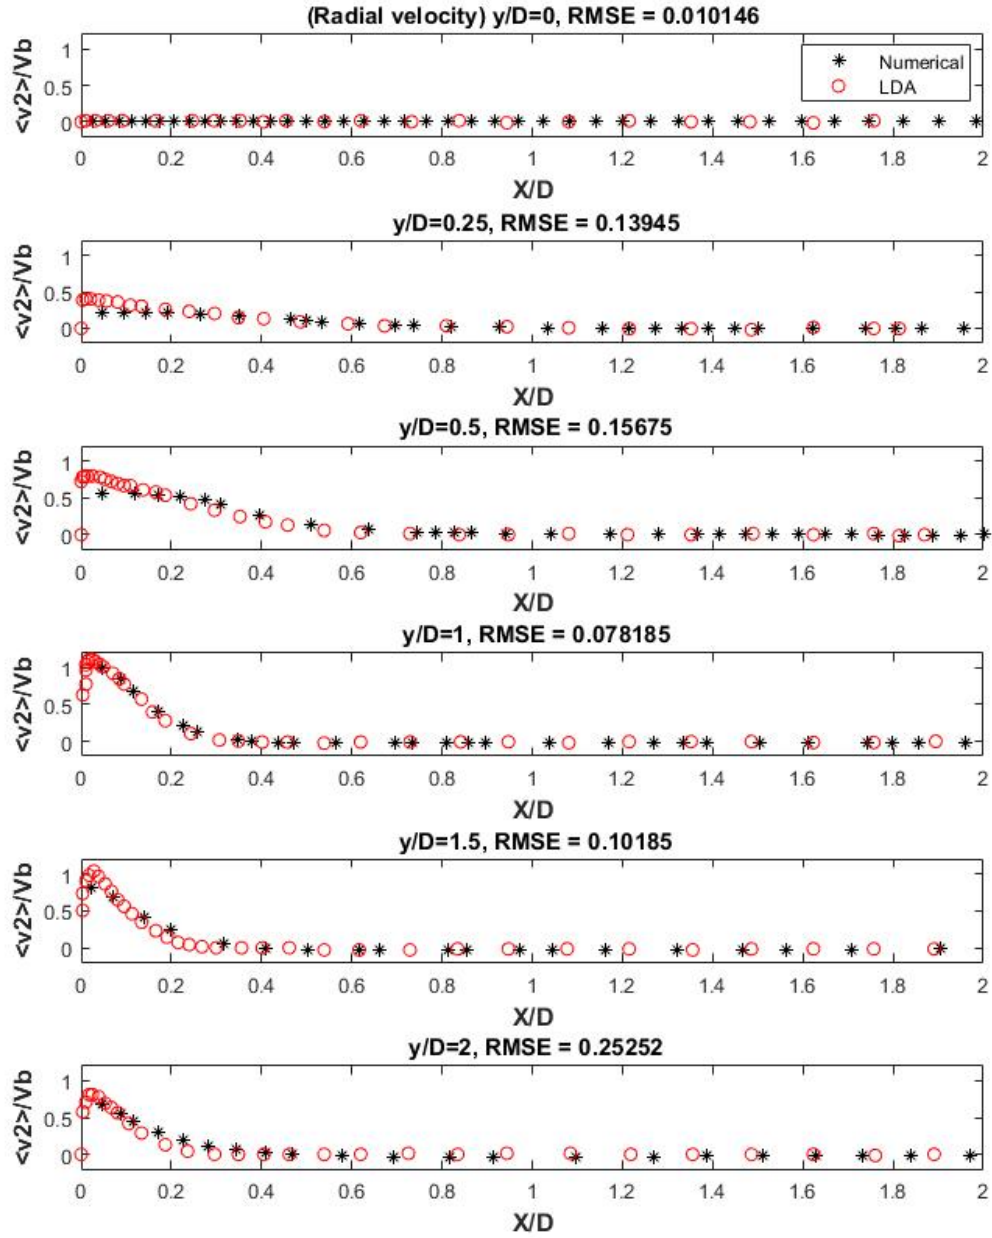 (Radial velocity) y/D=0, RMSE = 0.010146
<v2>/Vb
1
0.5
0
Numerical
LDA
0 0.2 0.4 0.6 0.8 1 1.2 1.4 1.6 1.8 2
X/D
y/D=0.25, RMSE = 0.13945
<v2>/Vb
1
0.5
0
0 0.2 0.4 0.6 0.8 1 1.2 1.4 1.6 1.8 2
X/D
y/D=0.5, RMSE = 0.15675
<v2>/Vb
1
0.5
0
0 0.2 0.4 0.6 0.8 1 1.2 1.4 1.6 1.8 2
X/D
y/D=1, RMSE = 0.078185
<v2>/Vb
1
0.5
0
0 0.2 0.4 0.6 0.8 1 1.2 1.4 1.6 1.8 2
X/D
y/D=1.5, RMSE = 0.10185
<v2>/Vb
1
0.5
0
0 0.2 0.4 0.6 0.8 1 1.2 1.4 1.6 1.8 2
X/D
y/D=2, RMSE = 0.25252
<v2>/Vb
1
0.5
0
0 0.2 0.4 0.6 0.8 1 1.2 1.4 1.6 1.8 2
X/D